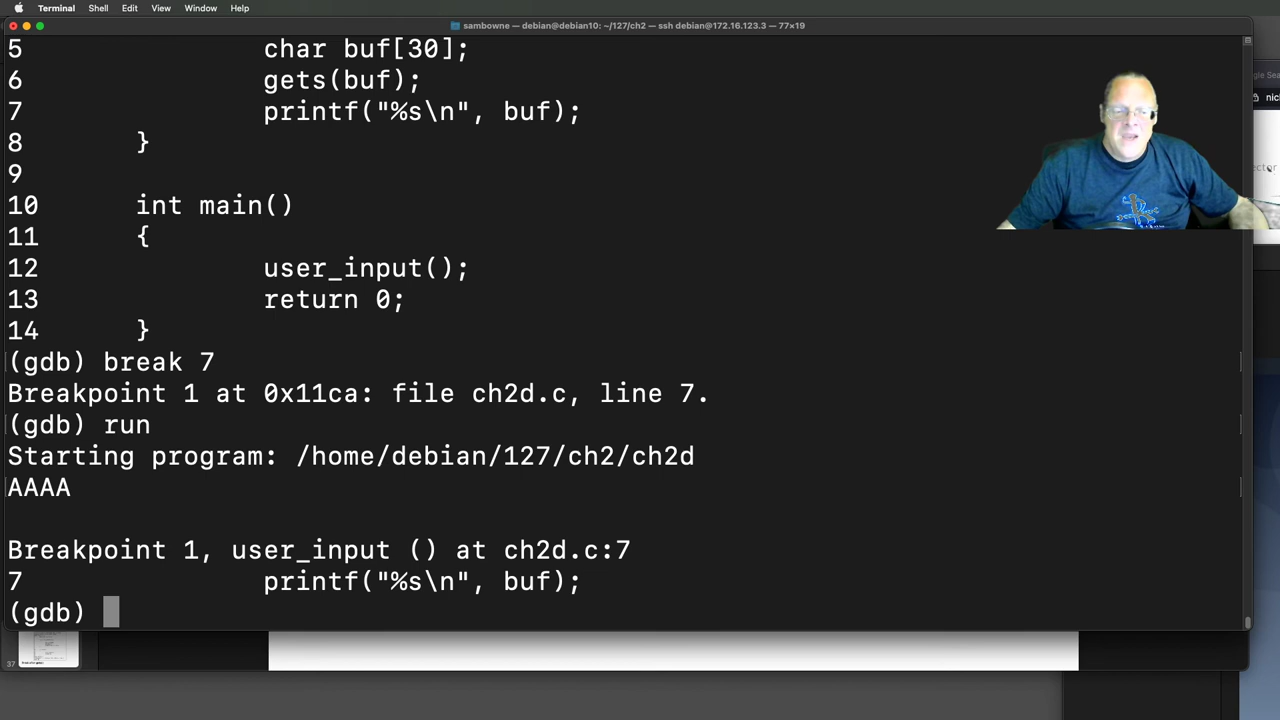 Terminal Shell Edit View Window Help
sambowne — debian@debian10: ~/127/ch2 — ssh debian@172.16.123.3 — 77×19
5 char buf[30];
6 gets(buf);
7 printf("%s\n", buf);
8 }
9
10 int main()
11 {
12 user_input();
13 return 0;
14 }
(gdb) break 7
Breakpoint 1 at 0x11ca: file ch2d.c, line 7.
(gdb) run
Starting program: /home/debian/127/ch2/ch2d
AAAA
Breakpoint 1, user_input () at ch2d.c:7
7 printf("%s\n", buf);
(gdb)
37